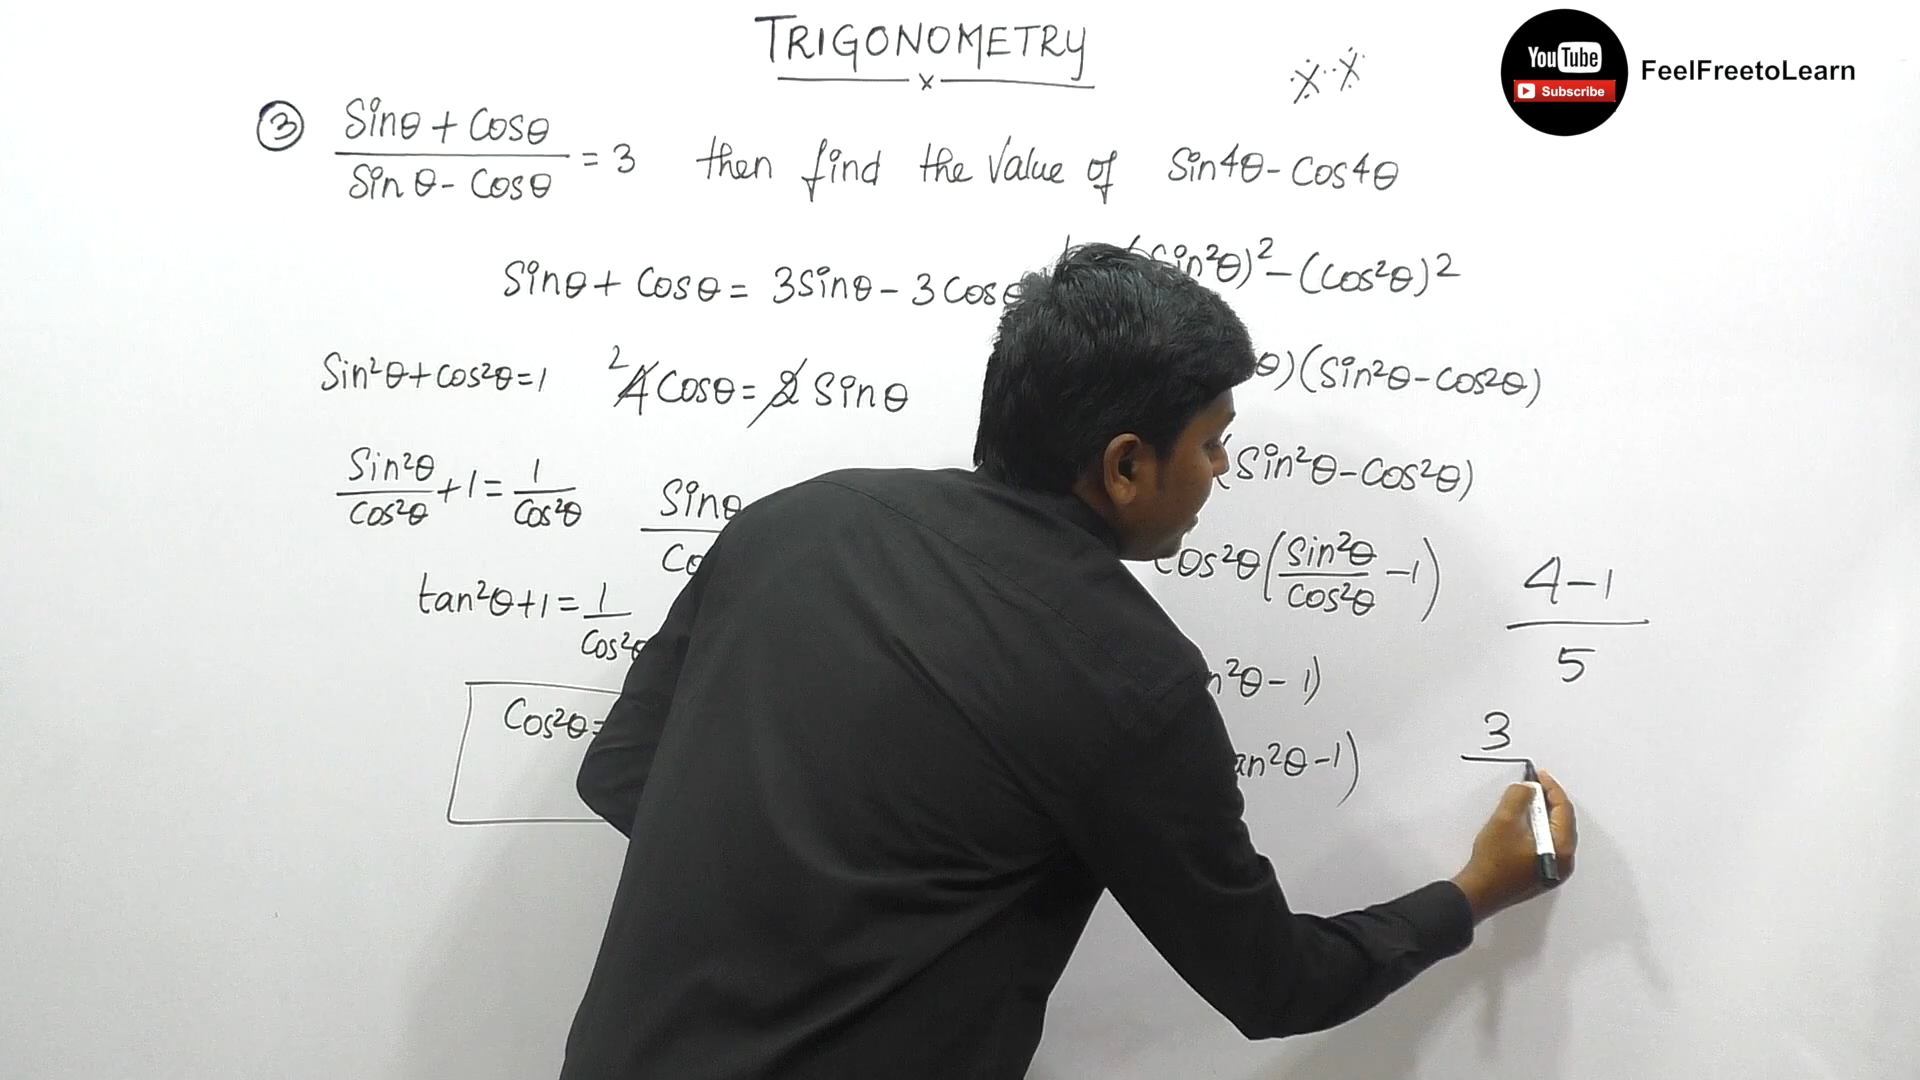 TRIGONOMETRY
YouTube
Subscribe
FeelFreetoLearn
③ (Sinθ + Cosθ)/(Sin θ - Cosθ) = 3 then find the Value of Sin4θ - Cos4θ
Sinθ + Cosθ = 3Sinθ - 3Cosθ
Sin²θ + cos²θ = 1
2 4Cosθ = 2 Sinθ
Sin²θ/Cos²θ + 1 = 1/Cos²θ
Sinθ
tan²θ + 1 = 1/Cos²θ
Cos²θ =
(Sin²θ)² - (Cos²θ)²
θ)(Sin²θ - Cos²θ)
(Sin²θ - Cos²θ)
Cos²θ(Sin²θ/Cos²θ - 1)
n²θ - 1)
an²θ - 1)
4 - 1
5
3